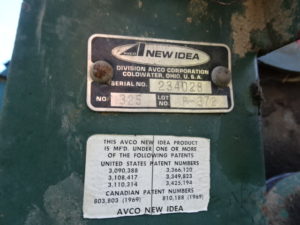 AVCO NEW IDEA
DIVISION AVCO CORPORATION
COLDWATER, OHIO, U.S.A.
SERIAL NO. 234028
NO. 325 LOT NO. R-372
THIS AVCO NEW IDEA PRODUCT
IS MF'D. UNDER ONE OR MORE
OF THE FOLLOWING PATENTS
UNITED STATES PATENT NUMBERS
3,090,388 3,366,120
3,108,417 3,349,823
3,110,314 3,425,194
CANADIAN PATENT NUMBERS
803,803 (1969) 810,188 (1969)
AVCO NEW IDEA